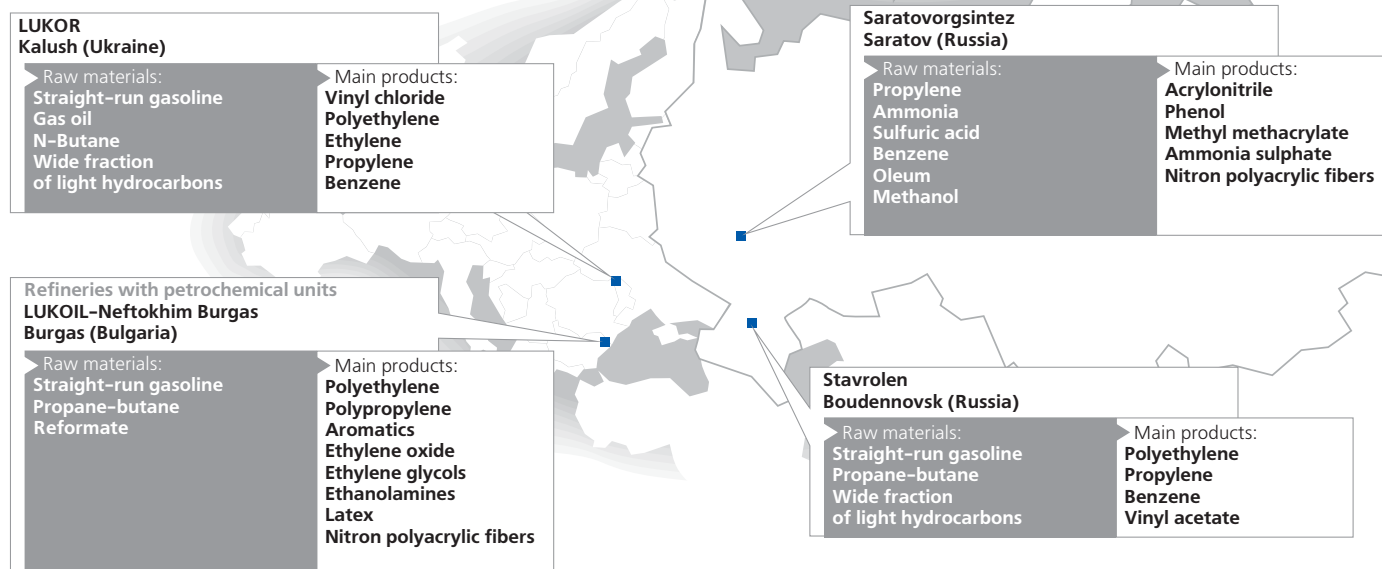 LUKOR
Kalush (Ukraine)
Raw materials:
Straight-run gasoline
Gas oil
N-Butane
Wide fraction
of light hydrocarbons
Main products:
Vinyl chloride
Polyethylene
Ethylene
Propylene
Benzene
Saratovorgsintez
Saratov (Russia)
Raw materials:
Propylene
Ammonia
Sulfuric acid
Benzene
Oleum
Methanol
Main products:
Acrylonitrile
Phenol
Methyl methacrylate
Ammonia sulphate
Nitron polyacrylic fibers
Refineries with petrochemical units
LUKOIL-Neftokhim Burgas
Burgas (Bulgaria)
Raw materials:
Straight-run gasoline
Propane-butane
Reformate
Main products:
Polyethylene
Polypropylene
Aromatics
Ethylene oxide
Ethylene glycols
Ethanolamines
Latex
Nitron polyacrylic fibers
Stavrolen
Boudennovsk (Russia)
Raw materials:
Straight-run gasoline
Propane-butane
Wide fraction
of light hydrocarbons
Main products:
Polyethylene
Propylene
Benzene
Vinyl acetate